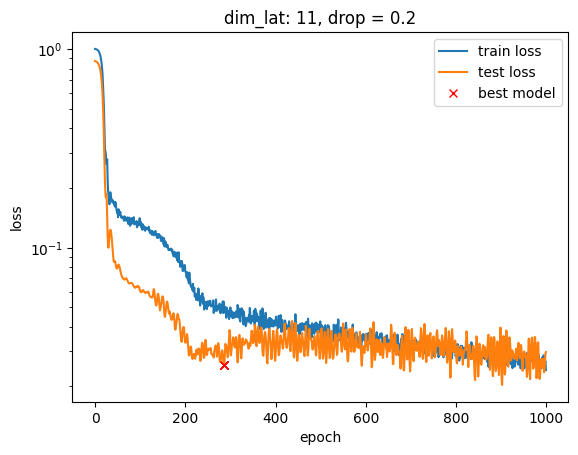 dim_lat: 11, drop = 0.2
10⁰
10⁻¹
loss
train loss
test loss
best model
0 200 400 600 800 1000
epoch